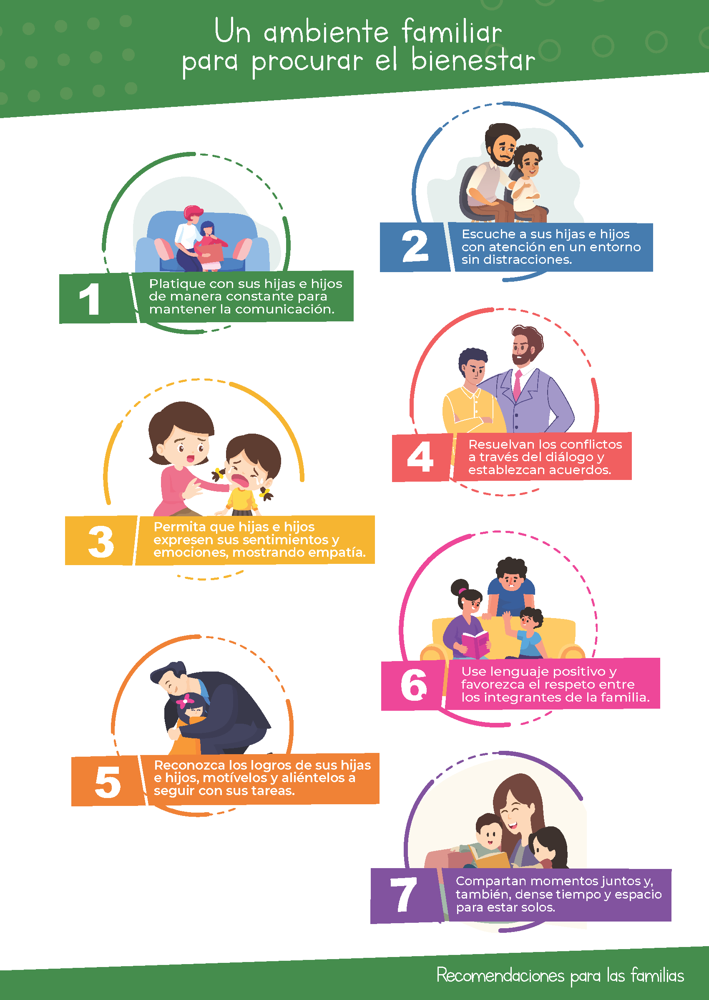 Un ambiente familiar
para procurar el bienestar
1
Platique con sus hijas e hijos
de manera constante para
mantener la comunicación.
2
Escuche a sus hijas e hijos
con atención en un entorno
sin distracciones.
3
Permita que hijas e hijos
expresen sus sentimientos y
emociones, mostrando empatía.
4
Resuelvan los conflictos
a través del diálogo y
establezcan acuerdos.
5
Reconozca los logros de sus hijas
e hijos, motívelos y aliéntelos a
seguir con sus tareas.
6
Use lenguaje positivo y
favorezca el respeto entre
los integrantes de la familia.
7
Compartan momentos juntos y,
también, dense tiempo y espacio
para estar solos.
Recomendaciones para las familias